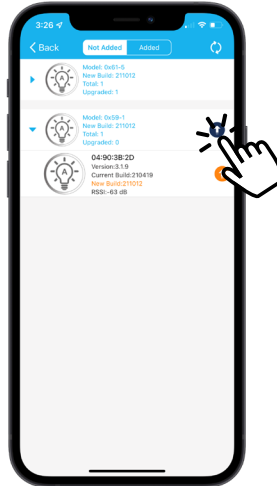 3:26
Back
Not Added
Added
Model: 0x61-5
New Build: 211012
Total: 1
Upgraded: 1
A
Model: 0x59-1
New Build: 211012
Total: 1
Upgraded: 0
A
04:90:3B:2D
Version:3.1.9
Current Build:210419
New Build:211012
RSSI:-63 dB
A